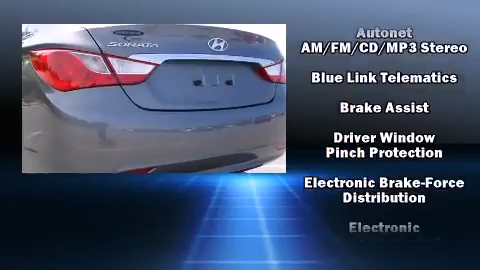 SONATA
Autonet
AM/FM/CD/MP3 Stereo
Blue Link Telematics
Brake Assist
Driver Window
Pinch Protection
Electronic Brake-Force
Distribution
Electronic